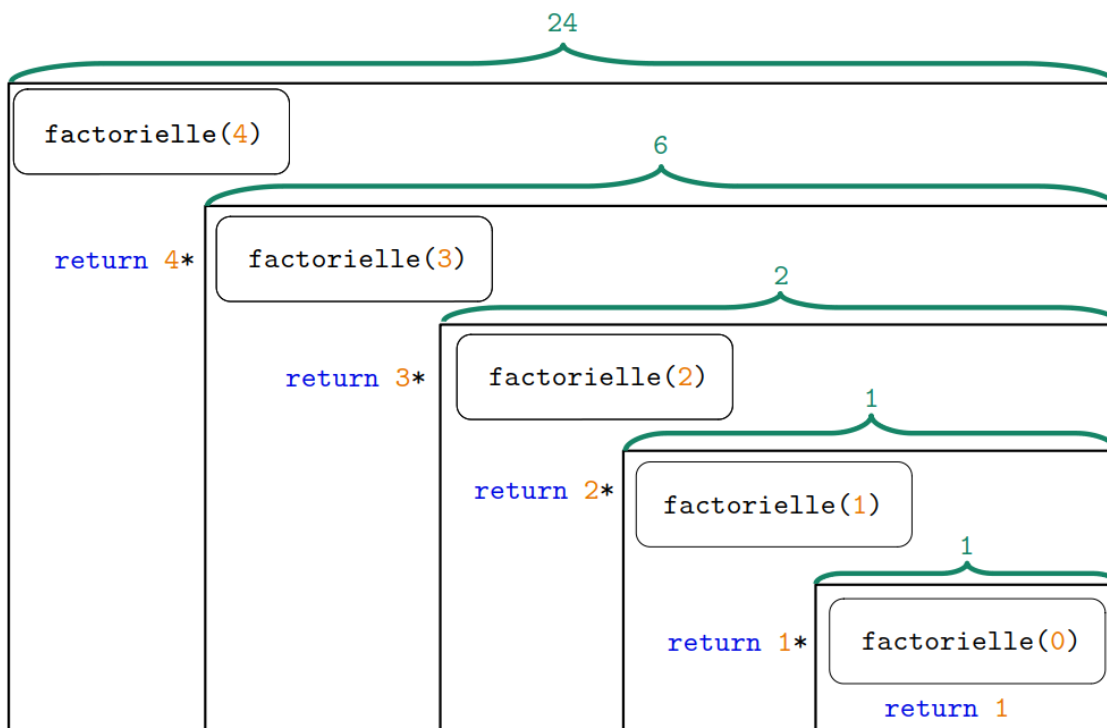 24
factorielle(4)
6
return 4* factorielle(3)
2
return 3* factorielle(2)
1
return 2* factorielle(1)
1
return 1* factorielle(0)
return 1